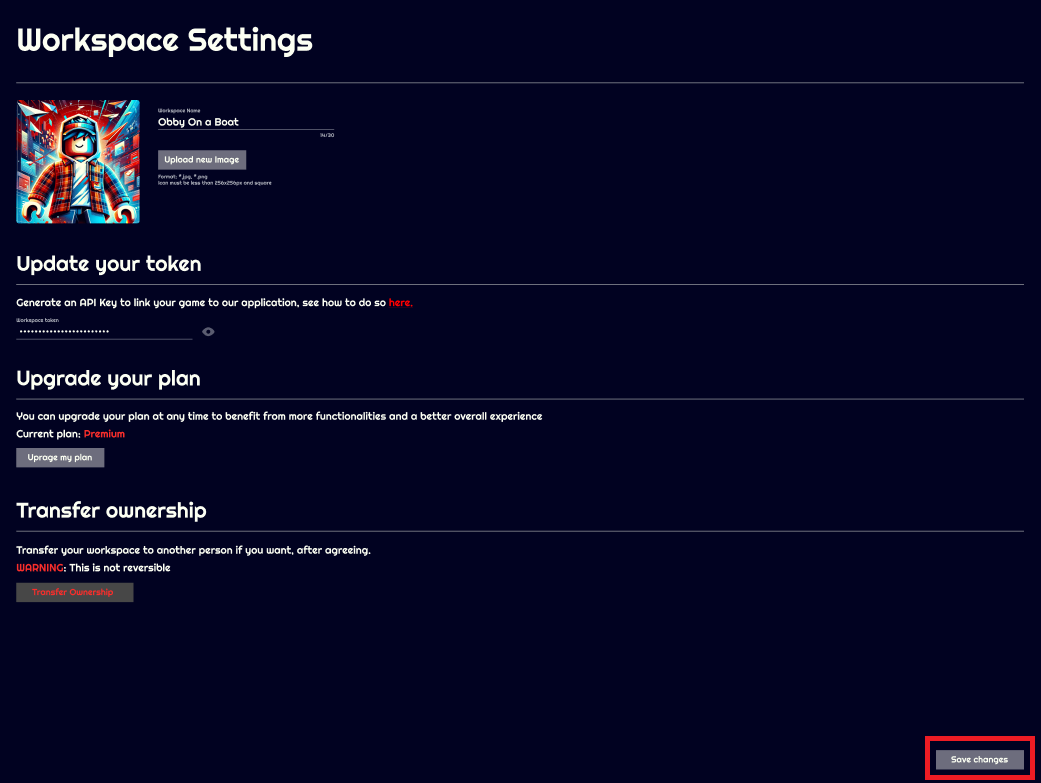 Workspace Settings
Workspace Name
Obby On a Boat
14/30
Upload new Image
Format: *.jpg, *.png
Icon must be less than 256x256px and square
Update your token
Generate an API Key to link your game to our application, see how to do so here.
Workspace token
••••••••••••••••••••••••
Upgrade your plan
You can upgrade your plan at any time to benefit from more functionalities and a better overall experience
Current plan: Premium
Uprage my plan
Transfer ownership
Transfer your workspace to another person if you want, after agreeing.
WARNING: This is not reversible
Transfer Ownership
Save changes